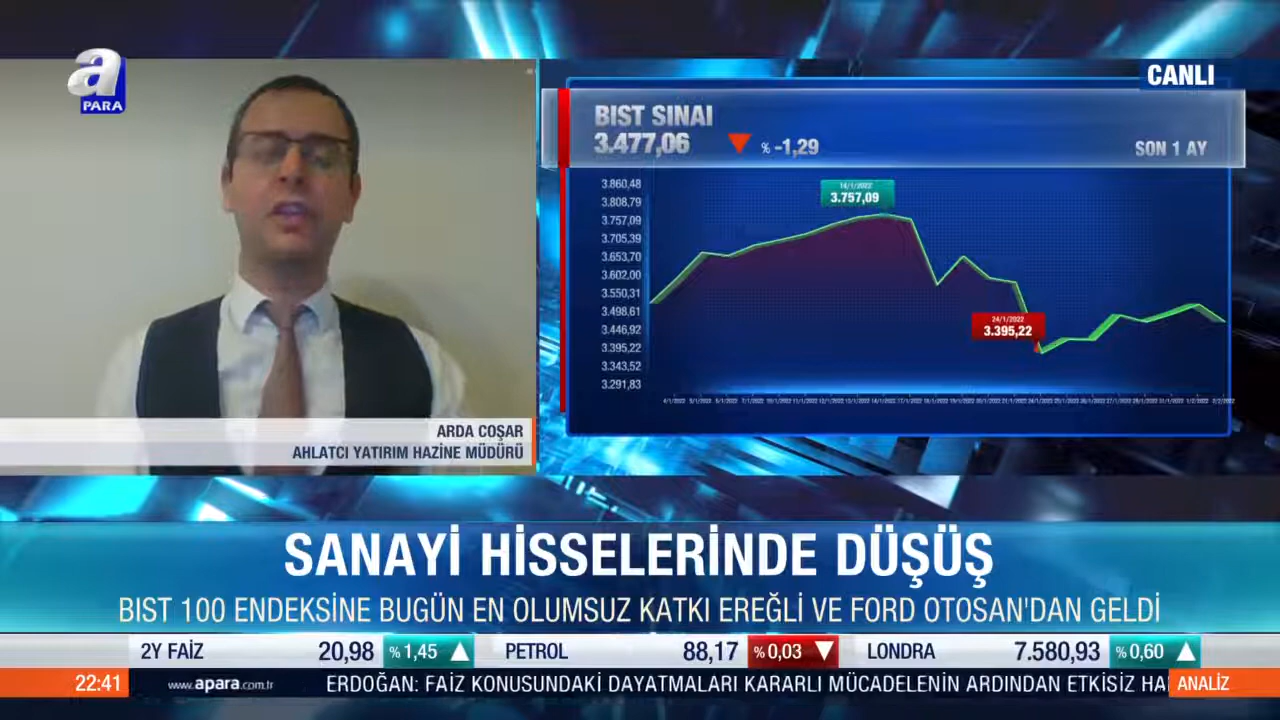 a
PARA
CANLI
BIST SINAI
3.477,06
% -1,29
SON 1 AY
3.860,48
3.808,79
3.757,09
3.705,39
3.653,70
3.602,00
3.550,31
3.498,61
3.446,92
3.395,22
3.343,52
3.291,83
14/1/2022
3.757,09
24/1/2022
3.395,22
ARDA COŞAR
AHLATCI YATIRIM HAZİNE MÜDÜRÜ
SANAYİ HİSSELERİNDE DÜŞÜŞ
BIST 100 ENDEKSİNE BUGÜN EN OLUMSUZ KATKI EREĞLİ VE FORD OTOSAN'DAN GELDİ
2Y FAİZ 20,98 % 1,45 PETROL 88,17 % 0,03 LONDRA 7.580,93 % 0,60
22:41 www.apara.com.tr ERDOĞAN: FAİZ KONUSUNDAKİ DAYATMALARI KARARLI MÜCADELENİN ARDINDAN ETKİSİZ HA ANALİZ